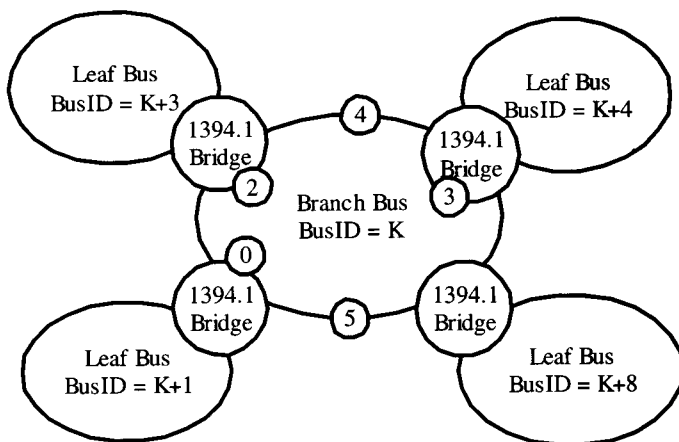 Leaf Bus
BusID = K+3
Leaf Bus
BusID = K+4
4
1394.1
Bridge
1394.1
Bridge
2
3
Branch Bus
BusID = K
0
1394.1
Bridge
1394.1
Bridge
5
Leaf Bus
BusID = K+1
Leaf Bus
BusID = K+8